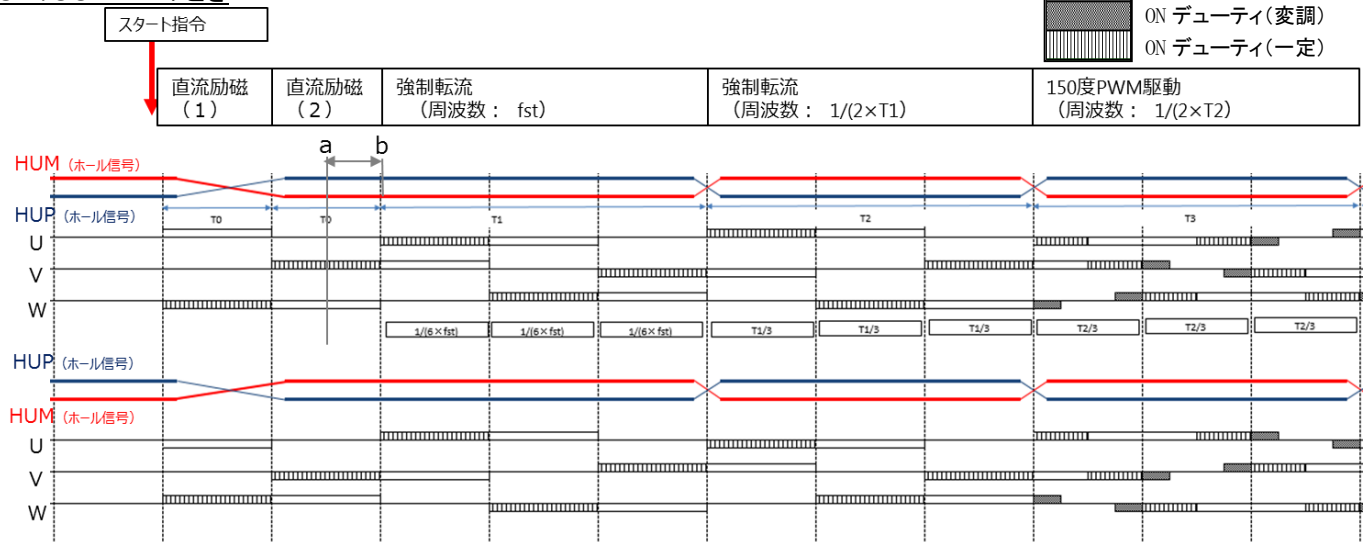 スタート指令
ON デューティ(変調)
ON デューティ(一定)
直流励磁
(1)
直流励磁
(2)
強制転流
(周波数： fst)
強制転流
(周波数： 1/(2×T1)
150度PWM駆動
(周波数： 1/(2×T2)
a
b
HUM (ホール信号)
HUP (ホール信号)
T0
T0
T1
T2
T3
U
V
W
1/(6×fst)
1/(6×fst)
1/(6×fst)
T1/3
T1/3
T1/3
T2/3
T2/3
T2/3
HUP (ホール信号)
HUM (ホール信号)
U
V
W